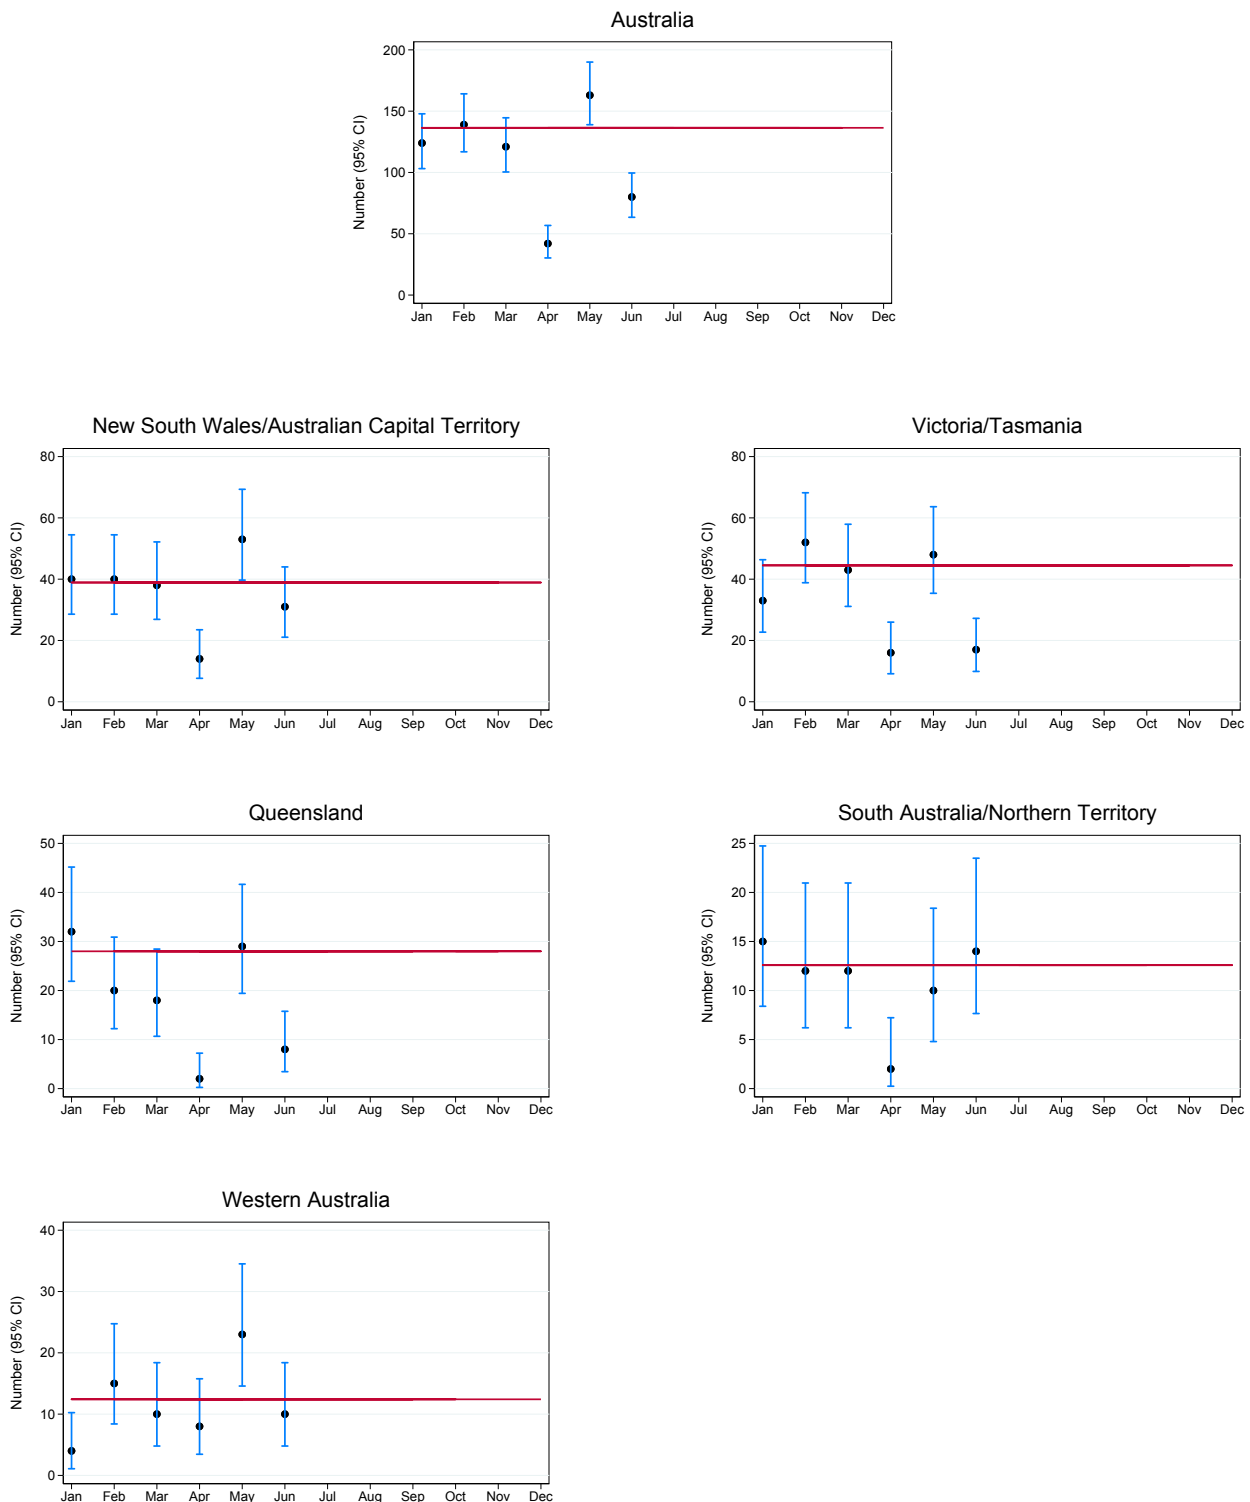 Australia
Number (95% CI)
200
150
100
50
0
Jan Feb Mar Apr May Jun Jul Aug Sep Oct Nov Dec
New South Wales/Australian Capital Territory
Number (95% CI)
80
60
40
20
0
Jan Feb Mar Apr May Jun Jul Aug Sep Oct Nov Dec
Victoria/Tasmania
Number (95% CI)
80
60
40
20
0
Jan Feb Mar Apr May Jun Jul Aug Sep Oct Nov Dec
Queensland
Number (95% CI)
50
40
30
20
10
0
Jan Feb Mar Apr May Jun Jul Aug Sep Oct Nov Dec
South Australia/Northern Territory
Number (95% CI)
25
20
15
10
5
0
Jan Feb Mar Apr May Jun Jul Aug Sep Oct Nov Dec
Western Australia
Number (95% CI)
40
30
20
10
0
Jan Feb Mar Apr May Jun Jul Aug Sep Oct Nov Dec